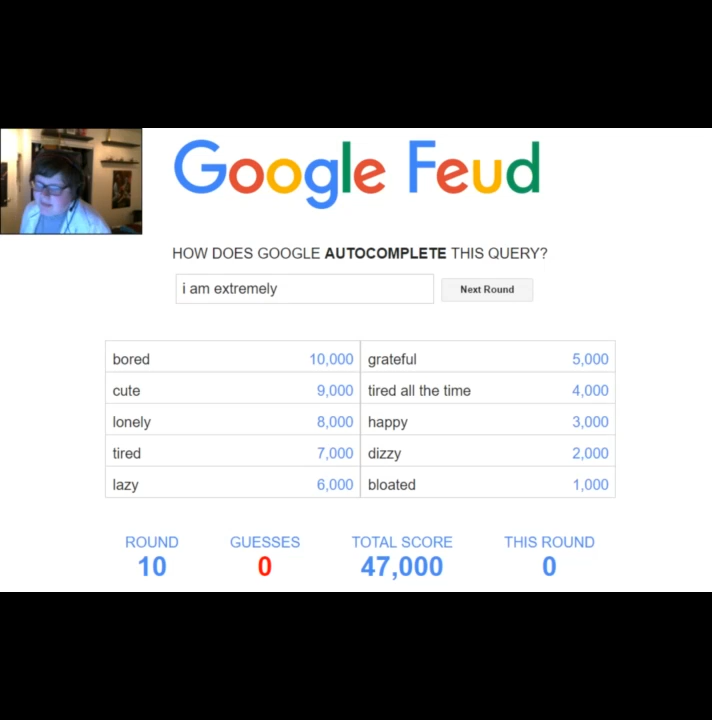 Google Feud
HOW DOES GOOGLE AUTOCOMPLETE THIS QUERY?
i am extremely
Next Round
bored 10,000 grateful 5,000
cute 9,000 tired all the time 4,000
lonely 8,000 happy 3,000
tired 7,000 dizzy 2,000
lazy 6,000 bloated 1,000
ROUND GUESSES TOTAL SCORE THIS ROUND
10 0 47,000 0